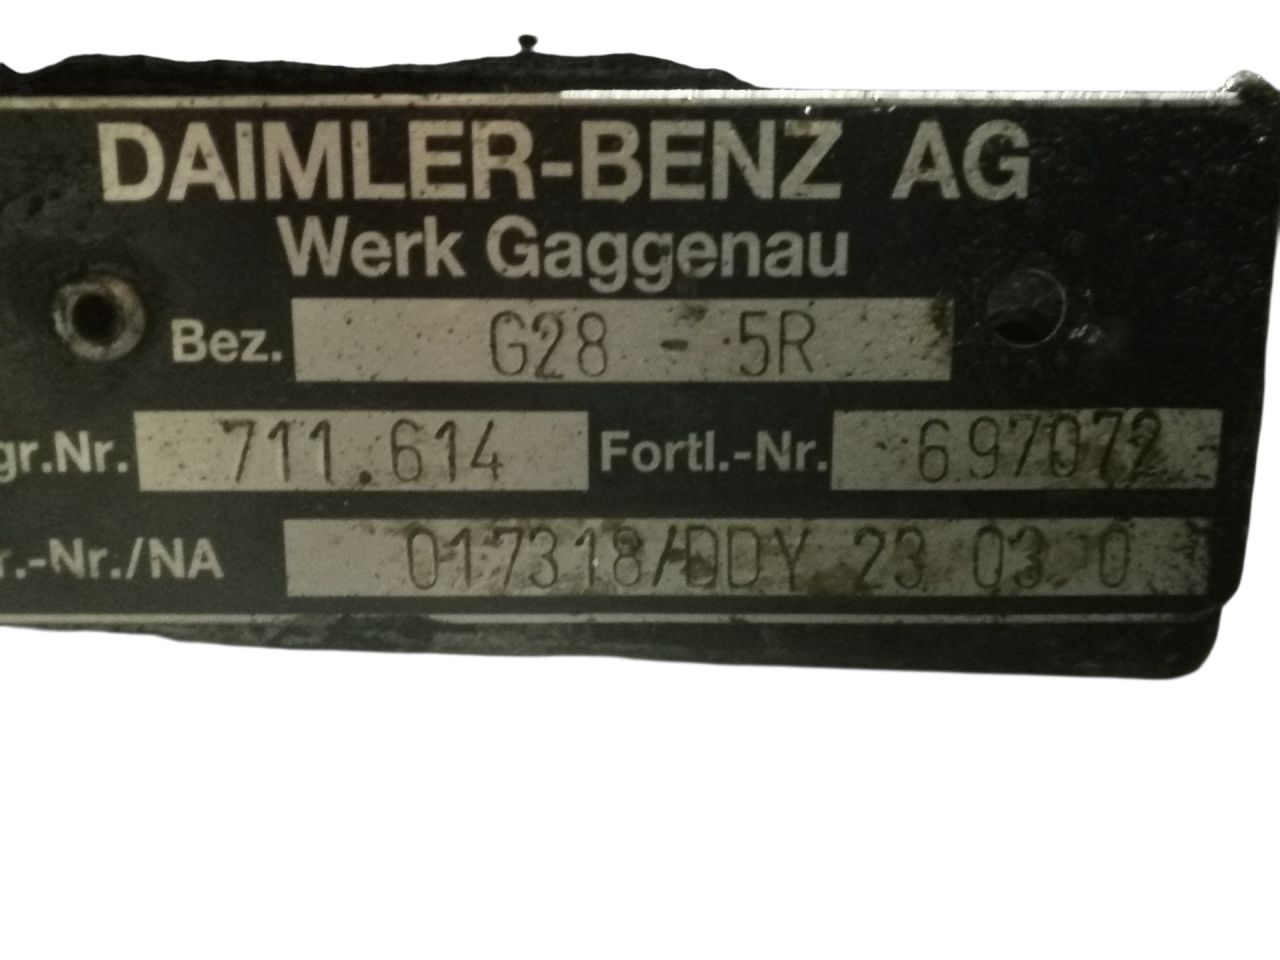 DAIMLER-BENZ AG
Werk Gaggenau
Bez. G28 - 5R
gr.Nr. 711.614 Fortl.-Nr. 697072
r.-Nr./NA 017318/DDY 23 03 0